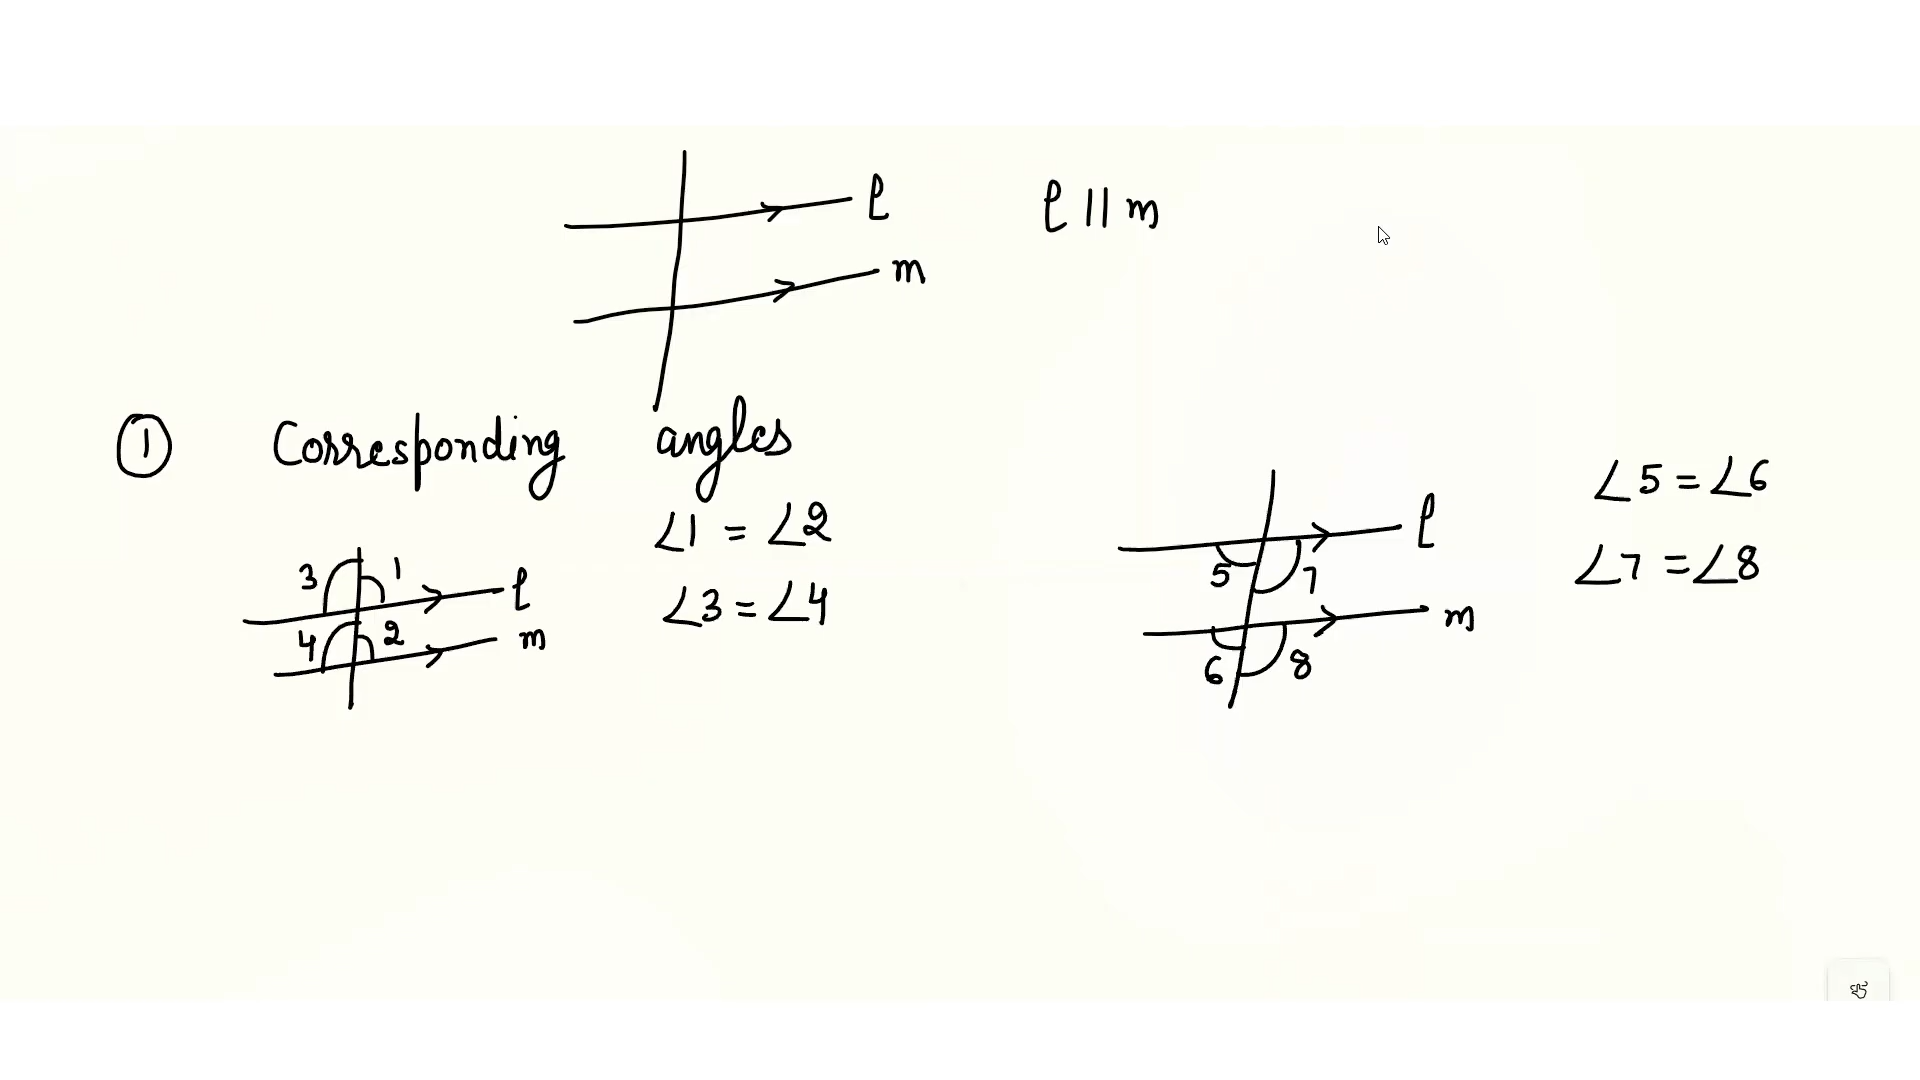 l
l || m
m
① Corresponding angles
∠1 = ∠2
∠3 = ∠4
3 1 l
4 2 m
∠5 = ∠6
∠7 = ∠8
l
5 7
m
6 8